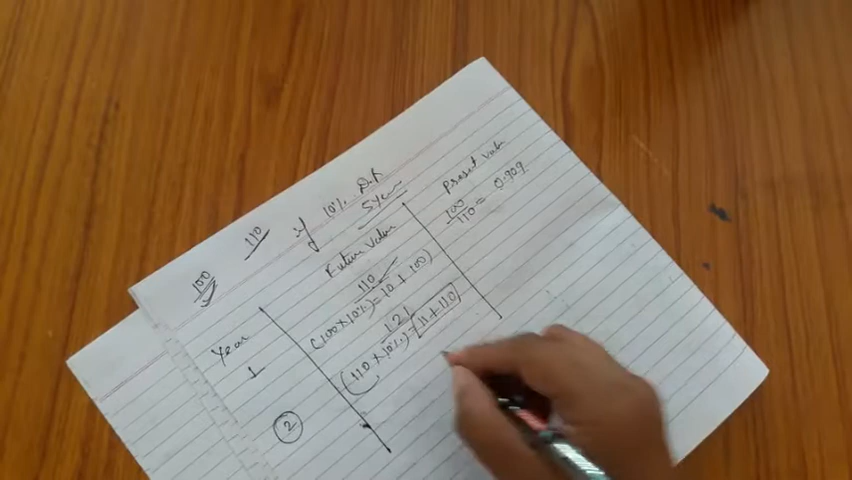 100 110 if 10% D.R
5 Year
Year Future Value Present Value
1 110 100/110 = 0.909
(100 x 10%) = 10 + 100)
2 121
(110 x 10%) = [11 + 110]